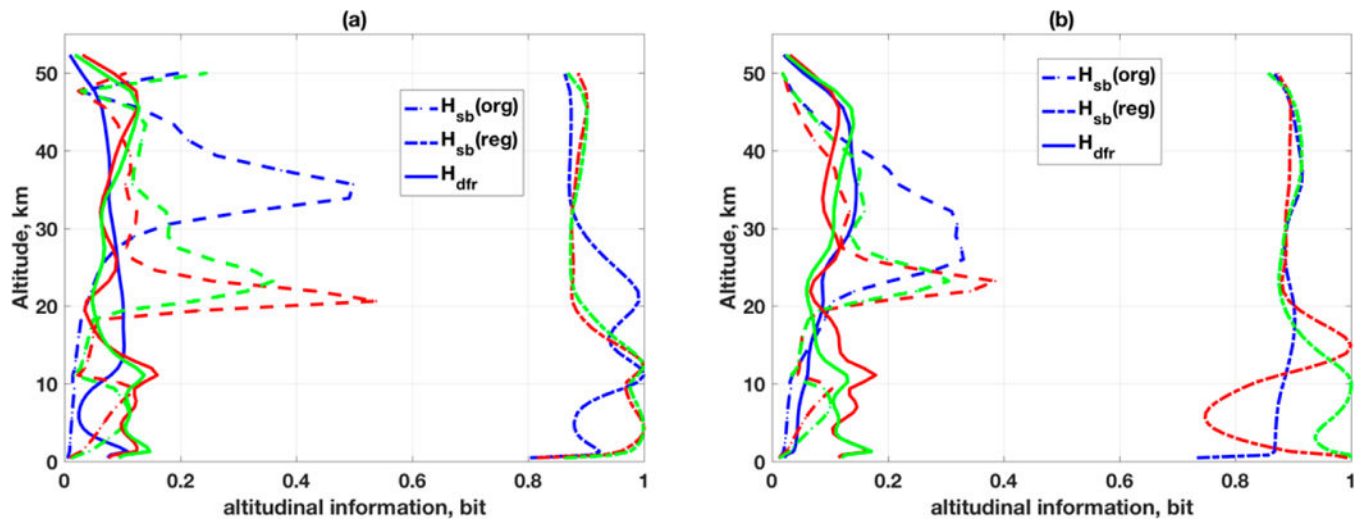 (a)
50
40
30
20
10
0
Altitude, km
0
0.2
0.4
0.6
0.8
1
altitudinal information, bit
H_sb(org)
H_sb(reg)
H_dfr
(b)
50
40
30
20
10
0
Altitude, km
0
0.2
0.4
0.6
0.8
1
altitudinal information, bit
H_sb(org)
H_sb(reg)
H_dfr